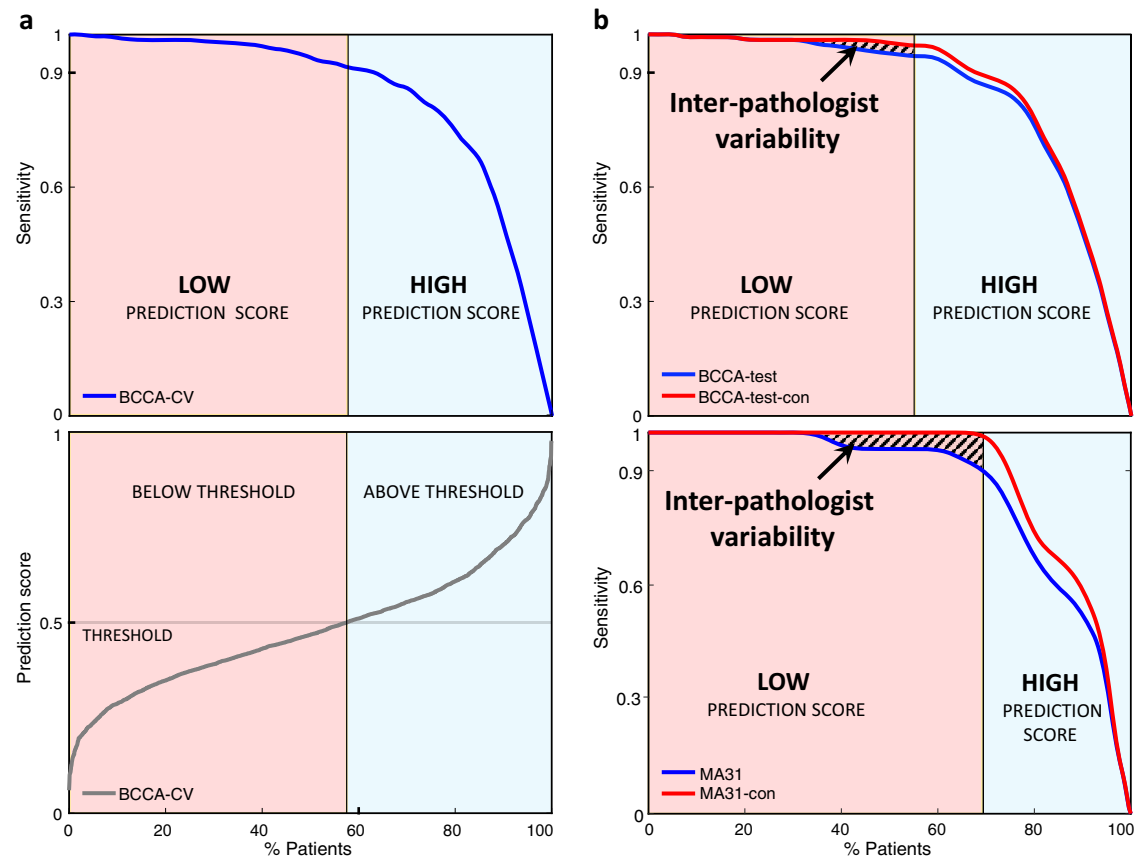 a
1
0.9
0.6
0.3
0
Sensitivity
LOW
PREDICTION SCORE
HIGH
PREDICTION SCORE
BCCA-CV
1
0.5
0
Prediction score
BELOW THRESHOLD
ABOVE THRESHOLD
THRESHOLD
BCCA-CV
0 20 40 60 80 100
% Patients
b
1
0.9
0.6
0.3
0
Sensitivity
Inter-pathologist
variability
LOW
PREDICTION SCORE
HIGH
PREDICTION SCORE
BCCA-test
BCCA-test-con
1
0.9
0.6
0.3
0
Sensitivity
Inter-pathologist
variability
LOW
PREDICTION SCORE
HIGH
PREDICTION
SCORE
MA31
MA31-con
0 20 40 60 80 100
% Patients